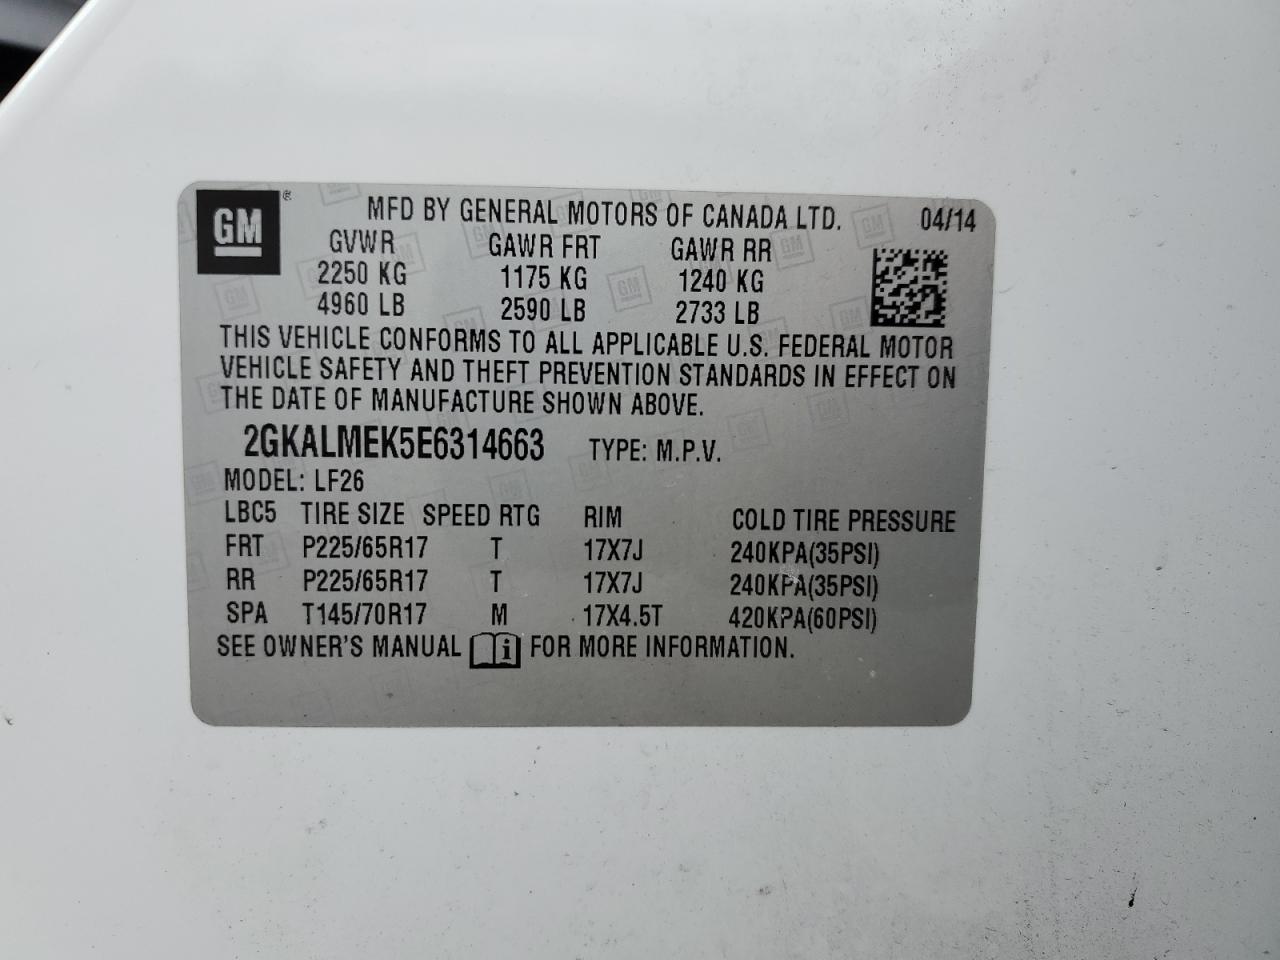 GM ® MFD BY GENERAL MOTORS OF CANADA LTD. 04/14
GVWR GAWR FRT GAWR RR
2250 KG 1175 KG 1240 KG
4960 LB 2590 LB 2733 LB
THIS VEHICLE CONFORMS TO ALL APPLICABLE U.S. FEDERAL MOTOR
VEHICLE SAFETY AND THEFT PREVENTION STANDARDS IN EFFECT ON
THE DATE OF MANUFACTURE SHOWN ABOVE.
2GKALMEK5E6314663 TYPE: M.P.V.
MODEL: LF26
LBC5 TIRE SIZE SPEED RTG RIM COLD TIRE PRESSURE
FRT P225/65R17 T 17X7J 240KPA(35PSI)
RR P225/65R17 T 17X7J 240KPA(35PSI)
SPA T145/70R17 M 17X4.5T 420KPA(60PSI)
SEE OWNER'S MANUAL i FOR MORE INFORMATION.